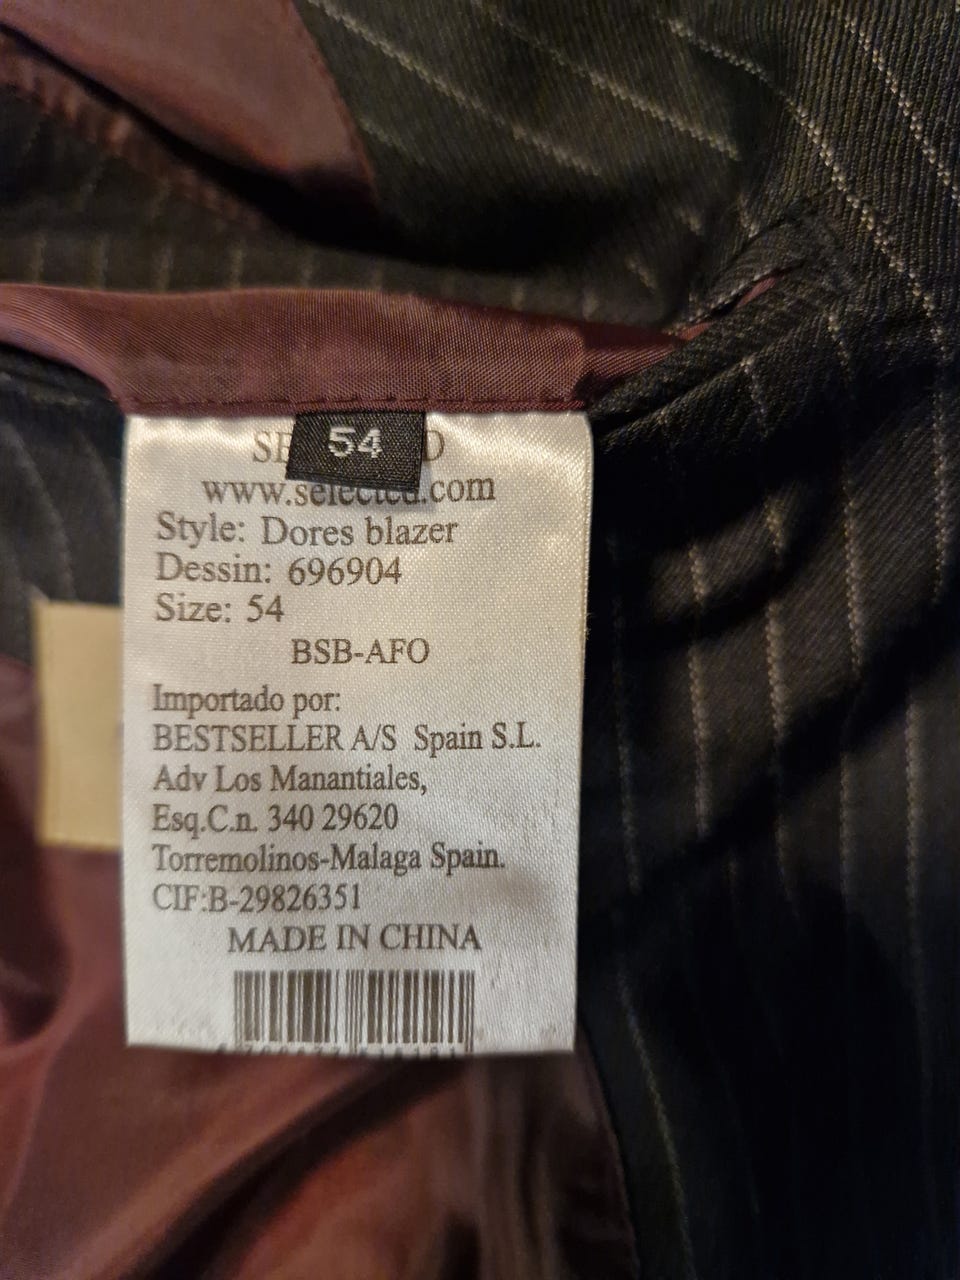 54
www.selected.com
Style: Dores blazer
Dessin: 696904
Size: 54
BSB-AFO
Importado por:
BESTSELLER A/S Spain S.L.
Adv Los Manantiales,
Esq.C.n. 340 29620
Torremolinos-Malaga Spain.
CIF:B-29826351
MADE IN CHINA